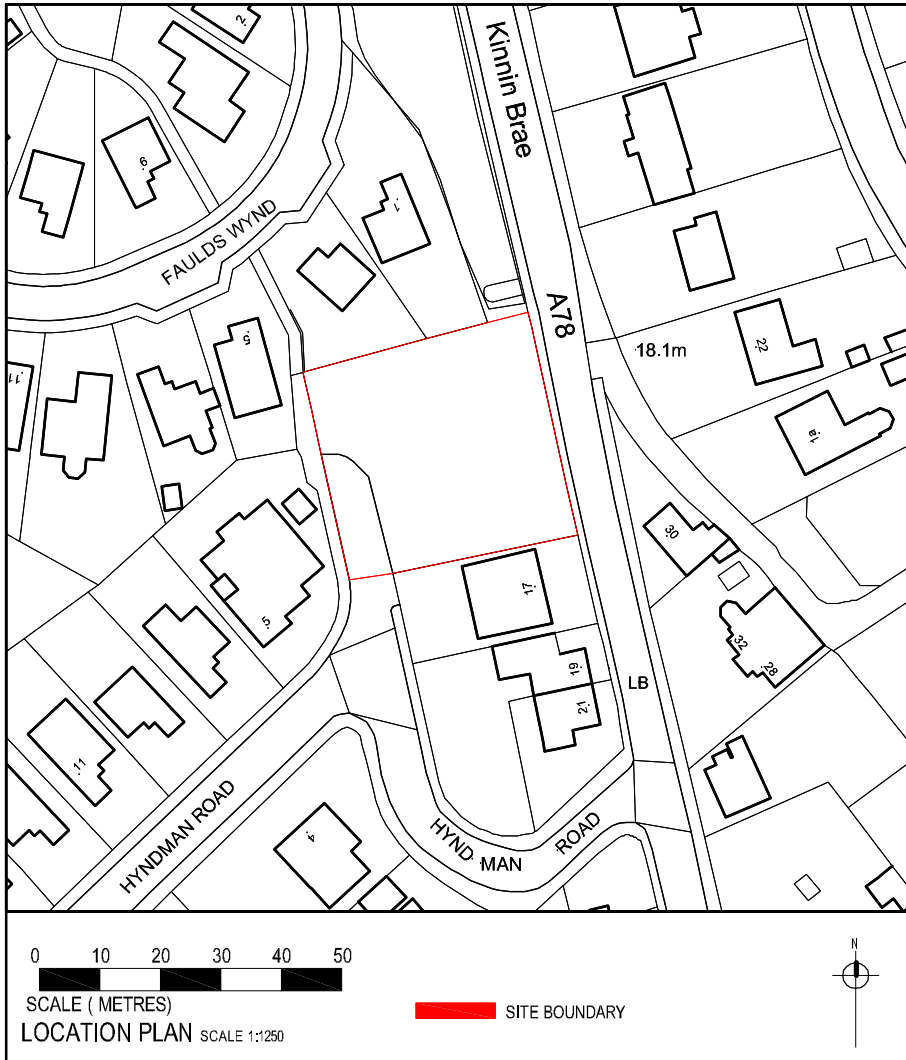 2.
Kinnin Brae
9.
FAULDS WYND
1.
A78
18.1m
22
5.
11.
1a
30
17
5.
32
28
19
LB
21
11
HYNDMAN ROAD
4.
HYND MAN ROAD
0 10 20 30 40 50
N
SCALE ( METRES)
SITE BOUNDARY
LOCATION PLAN SCALE 1:1250